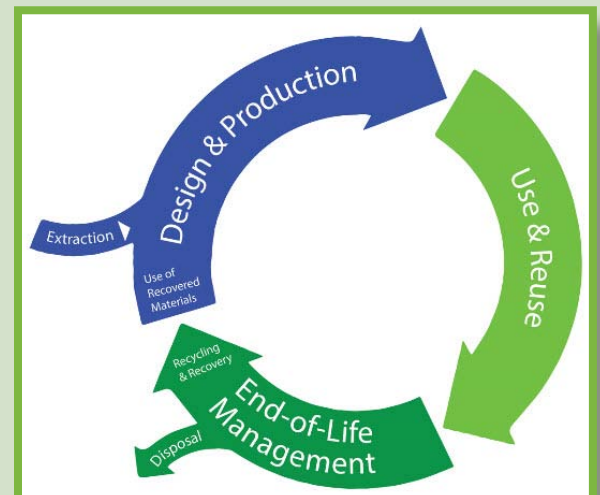 Design & Production
Extraction
Use of
Recovered
Materials
Use & Reuse
Recycling
& Recovery
End-of-Life
Management
Disposal